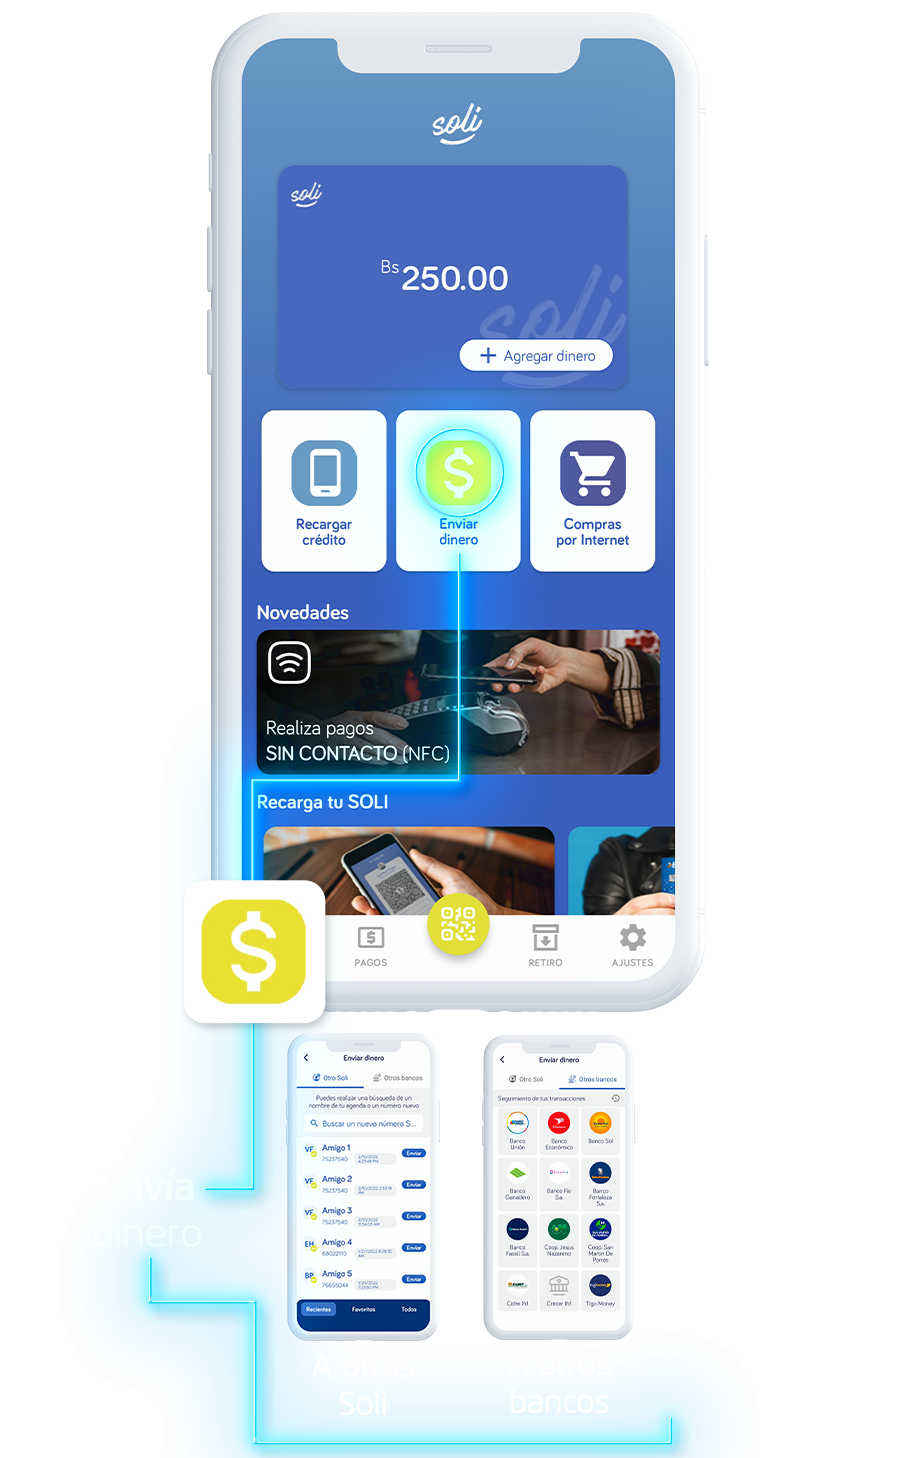 soli
soli
Bs 250.00
soli
+ Agregar dinero
Recargar
crédito
Enviar
dinero
Compras
por Internet
Novedades
Realiza pagos
SIN CONTACTO (NFC)
Recarga tu SOLI
PAGOS
RETIRO
AJUSTES
Envía
dinero
Enviar dinero
Otro Soli
Otros bancos
Puedes realizar una búsqueda de un
nombre de tu agenda o un número nuevo
Buscar un nuevo número S...
VF
Amigo 1
75237540
Enviar
VF
Amigo 2
75237540
Enviar
VF
Amigo 3
75237540
Enviar
EH
Amigo 4
68022110
Enviar
BP
Amigo 5
76655044
Enviar
Recientes
Favoritos
Todos
A otros
Soli
Enviar dinero
Otro Soli
Otros bancos
Seguimiento de tus transacciones
Banco
Unión
Banco
Económico
Banco Sol
Banco
Ganadero
Banco Fie
S.a.
Banco
Fortaleza
S.a.
Banco
Fassil S.a.
Coop. Jesus
Nazareno
Coop. San
Martin De
Porres
Cidre Ifd
Crecer Ifd
Tigo Money
A otros
bancos